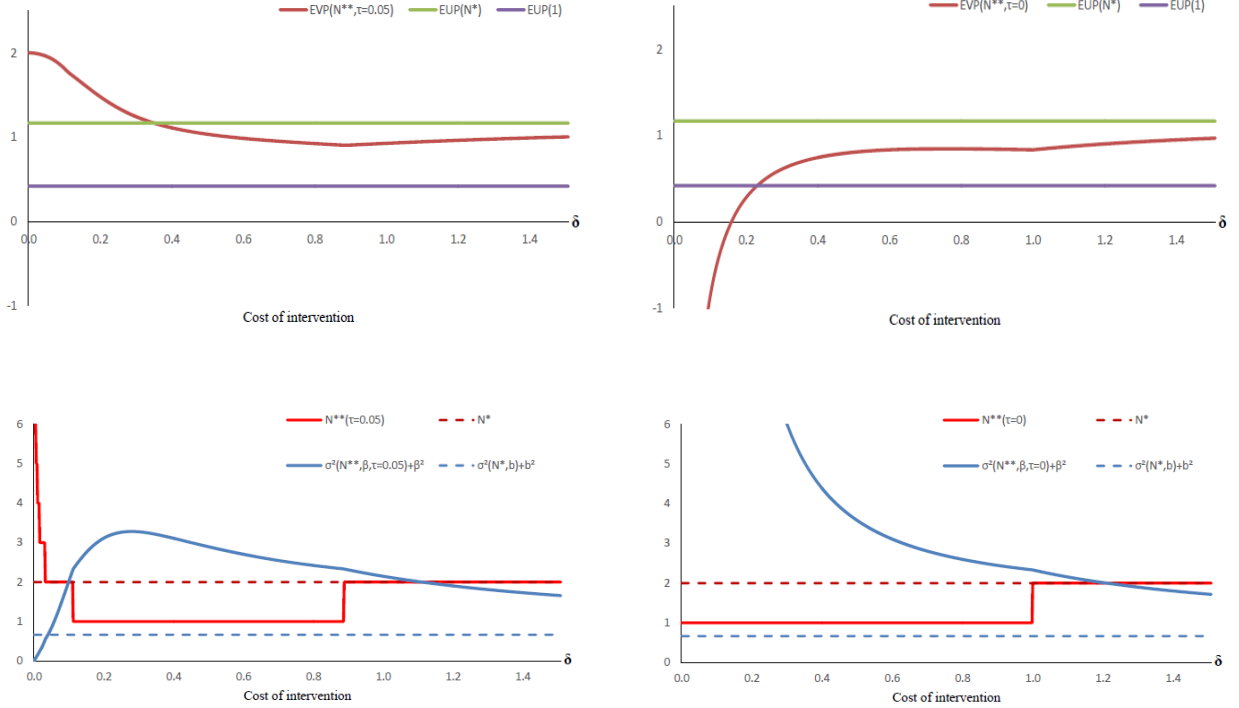 EVP(N**,τ=0.05) EUP(N*) EUP(1)
2
1
0
-1
0.0 0.2 0.4 0.6 0.8 1.0 1.2 1.4
δ
Cost of intervention
EVP(N**,τ=0) EUP(N*) EUP(1)
2
1
0
-1
0.0 0.2 0.4 0.6 0.8 1.0 1.2 1.4
δ
Cost of intervention
N**(τ=0.05) N*
σ²(N**,β,τ=0.05)+β² σ²(N*,b)+b²
6
5
4
3
2
1
0
0.0 0.2 0.4 0.6 0.8 1.0 1.2 1.4
δ
Cost of intervention
N**(τ=0) N*
σ²(N**,β,τ=0)+β² σ²(N*,b)+b²
6
5
4
3
2
1
0
0.0 0.2 0.4 0.6 0.8 1.0 1.2 1.4
δ
Cost of intervention